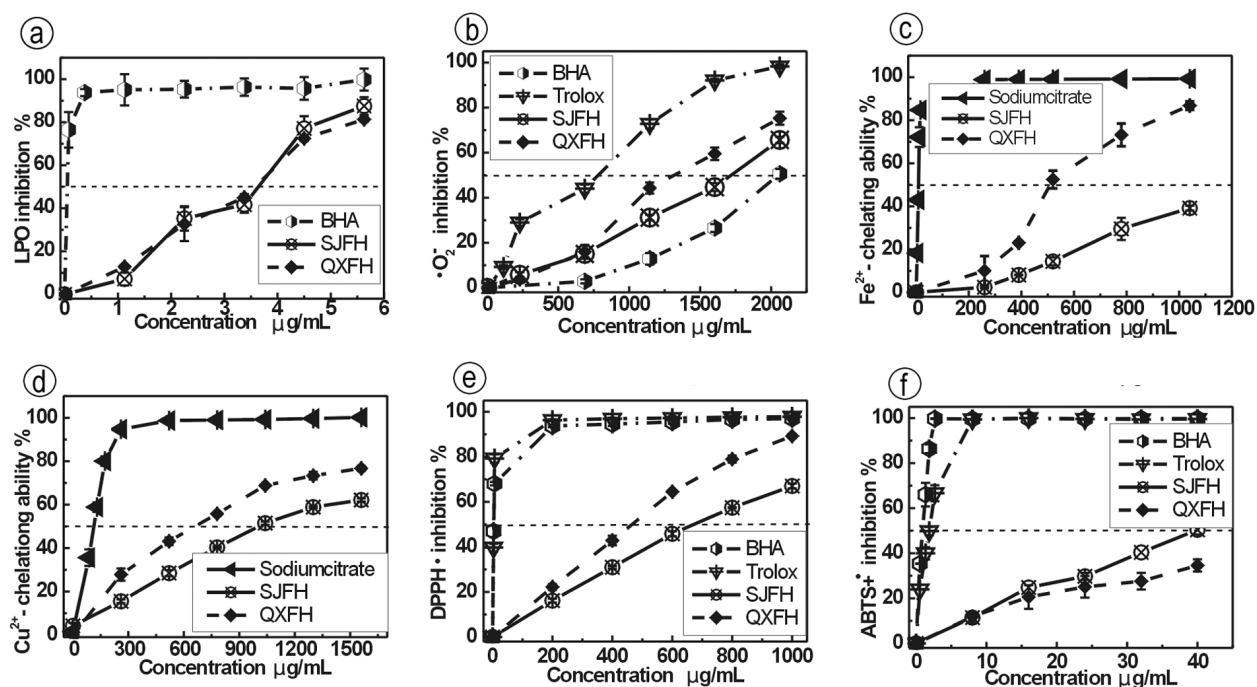 a
LPO inhibition %
100
80
60
40
20
0
BHA
SJFH
QXFH
0 1 2 3 4 5 6
Concentration μg/mL
b
·O₂⁻ inhibition %
100
80
60
40
20
0
BHA
Trolox
SJFH
QXFH
0 500 1000 1500 2000
Concentration μg/mL
c
Fe²⁺- chelating ability %
100
80
60
40
20
0
Sodiumcitrate
SJFH
QXFH
0 200 400 600 800 1000 1200
Concentration μg/mL
d
Cu²⁺- chelationg ability %
100
80
60
40
20
0
Sodiumcitrate
SJFH
QXFH
0 300 600 900 1200 1500
Concentration μg/mL
e
DPPH· inhibition %
100
80
60
40
20
0
BHA
Trolox
SJFH
QXFH
0 200 400 600 800 1000
Concentration μg/mL
f
ABTS+• inhibition %
100
80
60
40
20
0
BHA
Trolox
SJFH
QXFH
0 10 20 30 40
Concentration μg/mL